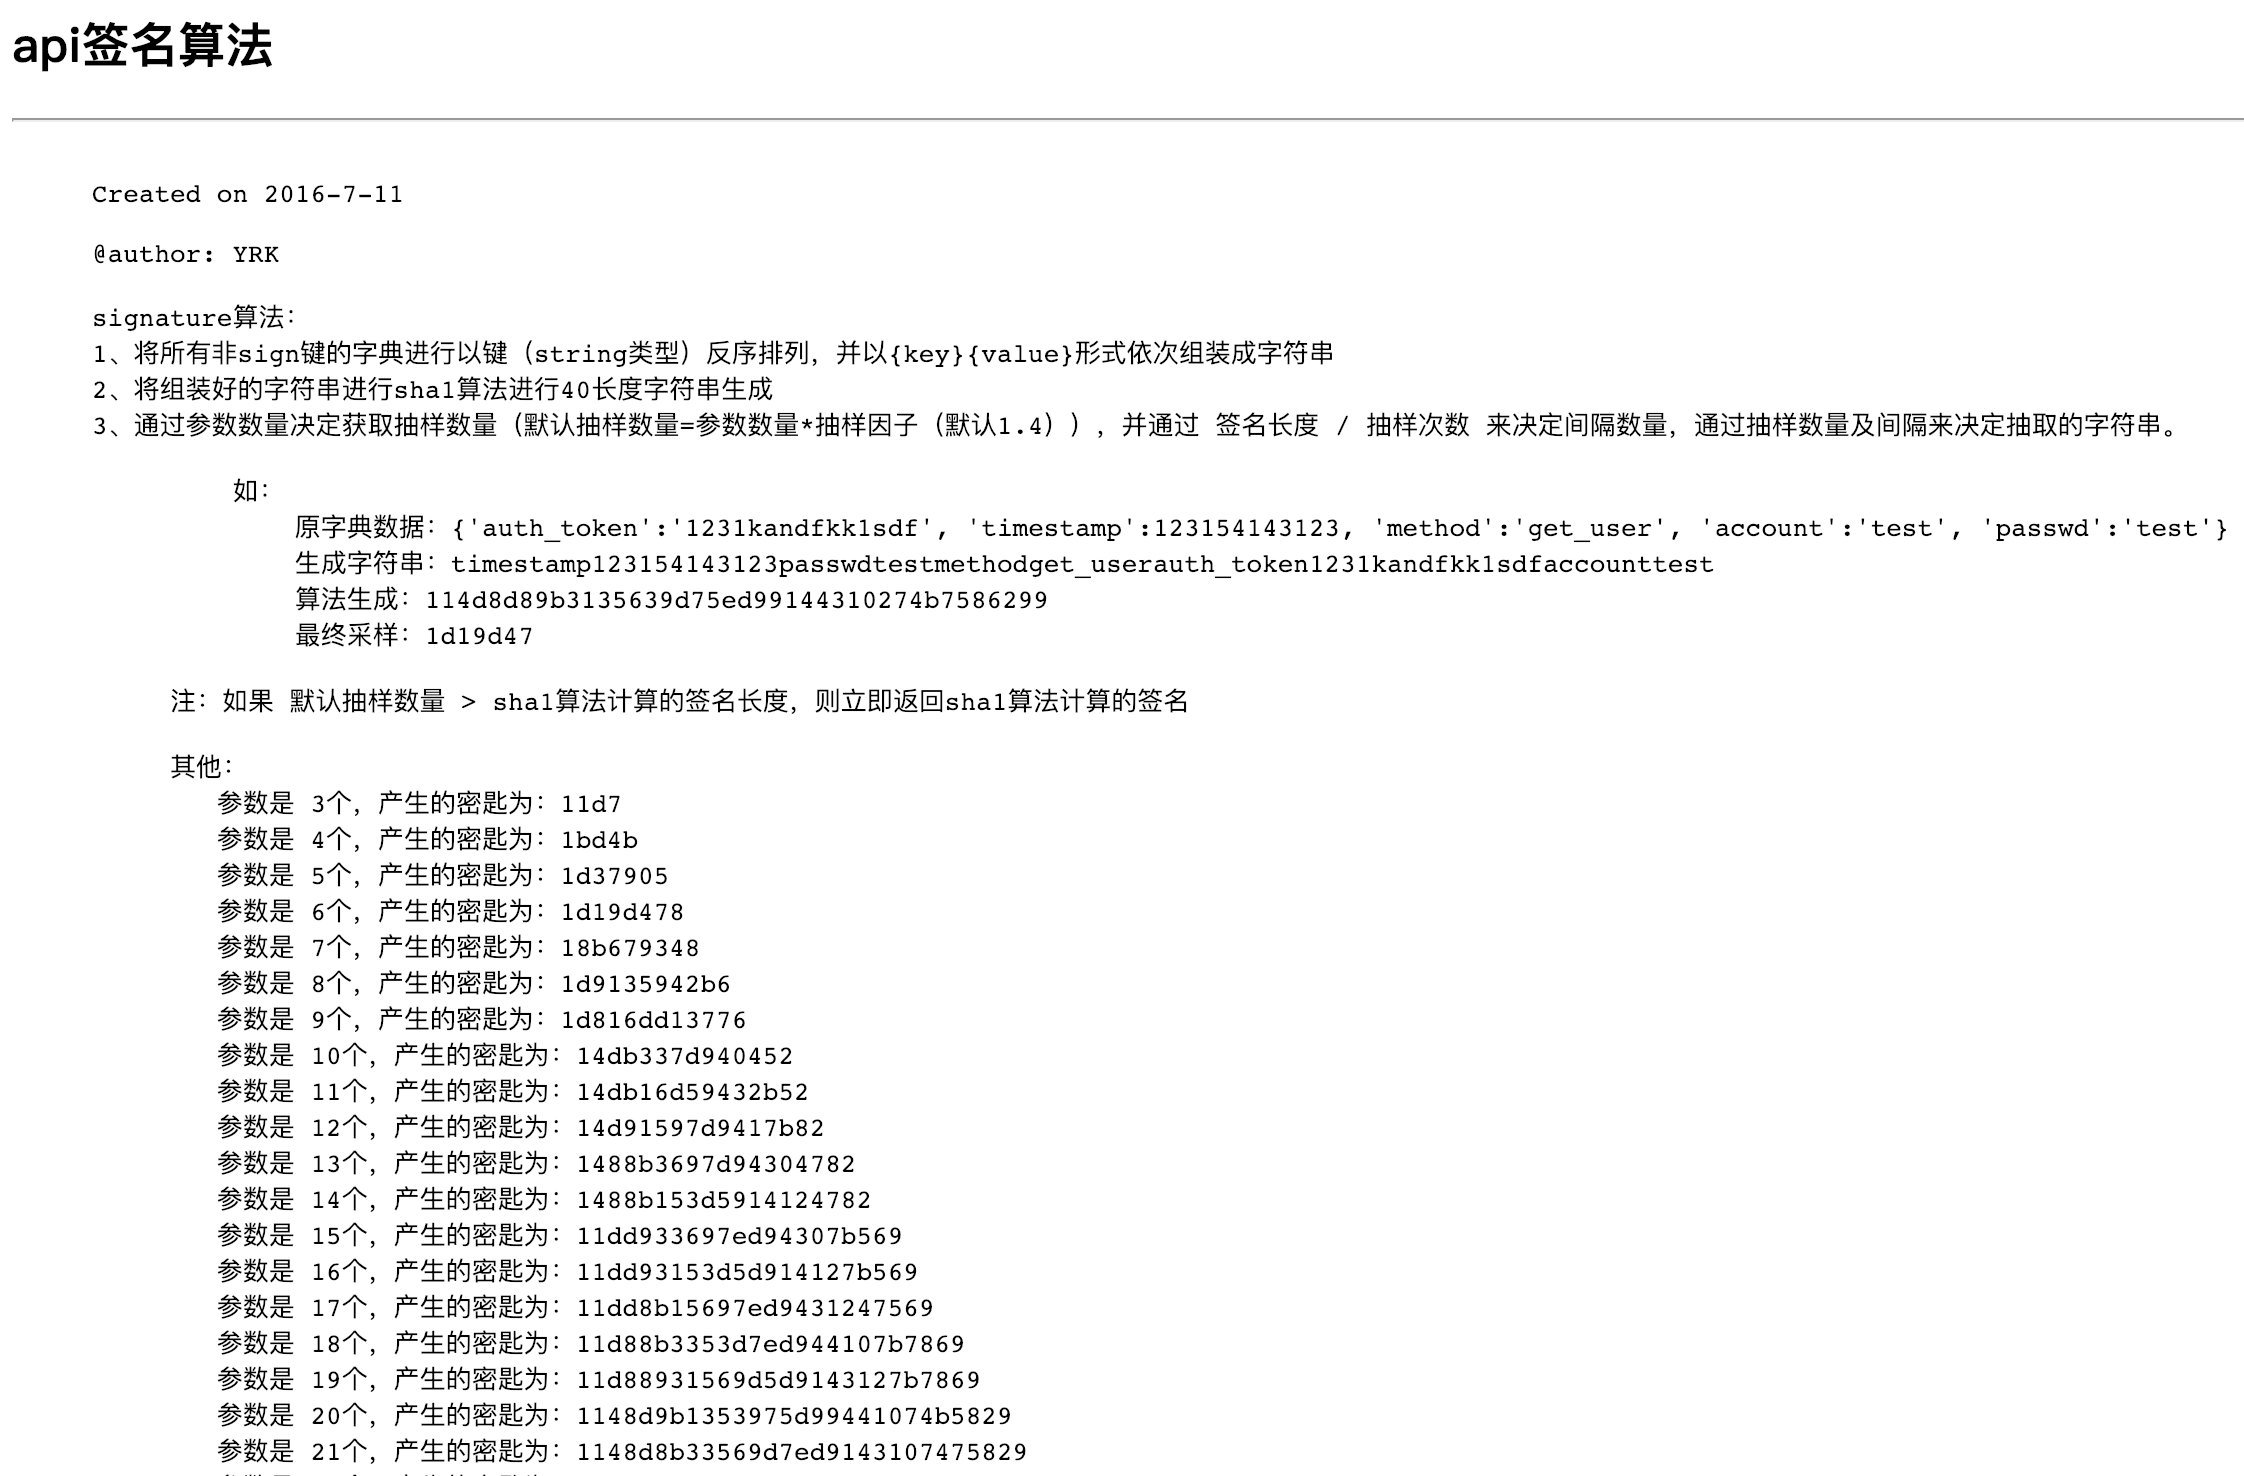 api签名算法
Created on 2016-7-11
@author: YRK
signature算法：
1、将所有非sign键的字典进行以键（string类型）反序排列，并以{key}{value}形式依次组装成字符串
2、将组装好的字符串进行sha1算法进行40长度字符串生成
3、通过参数数量决定获取抽样数量（默认抽样数量=参数数量*抽样因子（默认1.4）），并通过 签名长度 / 抽样次数 来决定间隔数量，通过抽样数量及间隔来决定抽取的字符串。
如：
原字典数据：{'auth_token':'1231kandfkk1sdf', 'timestamp':123154143123, 'method':'get_user', 'account':'test', 'passwd':'test'}
生成字符串：timestamp123154143123passwdtestmethodget_userauth_token1231kandfkk1sdfaccounttest
算法生成：114d8d89b3135639d75ed99144310274b7586299
最终采样：1d19d47
注：如果 默认抽样数量 > sha1算法计算的签名长度，则立即返回sha1算法计算的签名
其他：
参数是 3个，产生的密匙为：11d7
参数是 4个，产生的密匙为：1bd4b
参数是 5个，产生的密匙为：1d37905
参数是 6个，产生的密匙为：1d19d478
参数是 7个，产生的密匙为：18b679348
参数是 8个，产生的密匙为：1d9135942b6
参数是 9个，产生的密匙为：1d816dd13776
参数是 10个，产生的密匙为：14db337d940452
参数是 11个，产生的密匙为：14db16d59432b52
参数是 12个，产生的密匙为：14d91597d9417b82
参数是 13个，产生的密匙为：1488b3697d94304782
参数是 14个，产生的密匙为：1488b153d5914124782
参数是 15个，产生的密匙为：11dd933697ed94307b569
参数是 16个，产生的密匙为：11dd93153d5d914127b569
参数是 17个，产生的密匙为：11dd8b15697ed9431247569
参数是 18个，产生的密匙为：11d88b3353d7ed944107b7869
参数是 19个，产生的密匙为：11d88931569d5d9143127b7869
参数是 20个，产生的密匙为：1148d9b1353975d99441074b5829
参数是 21个，产生的密匙为：1148d8b33569d7ed9143107475829